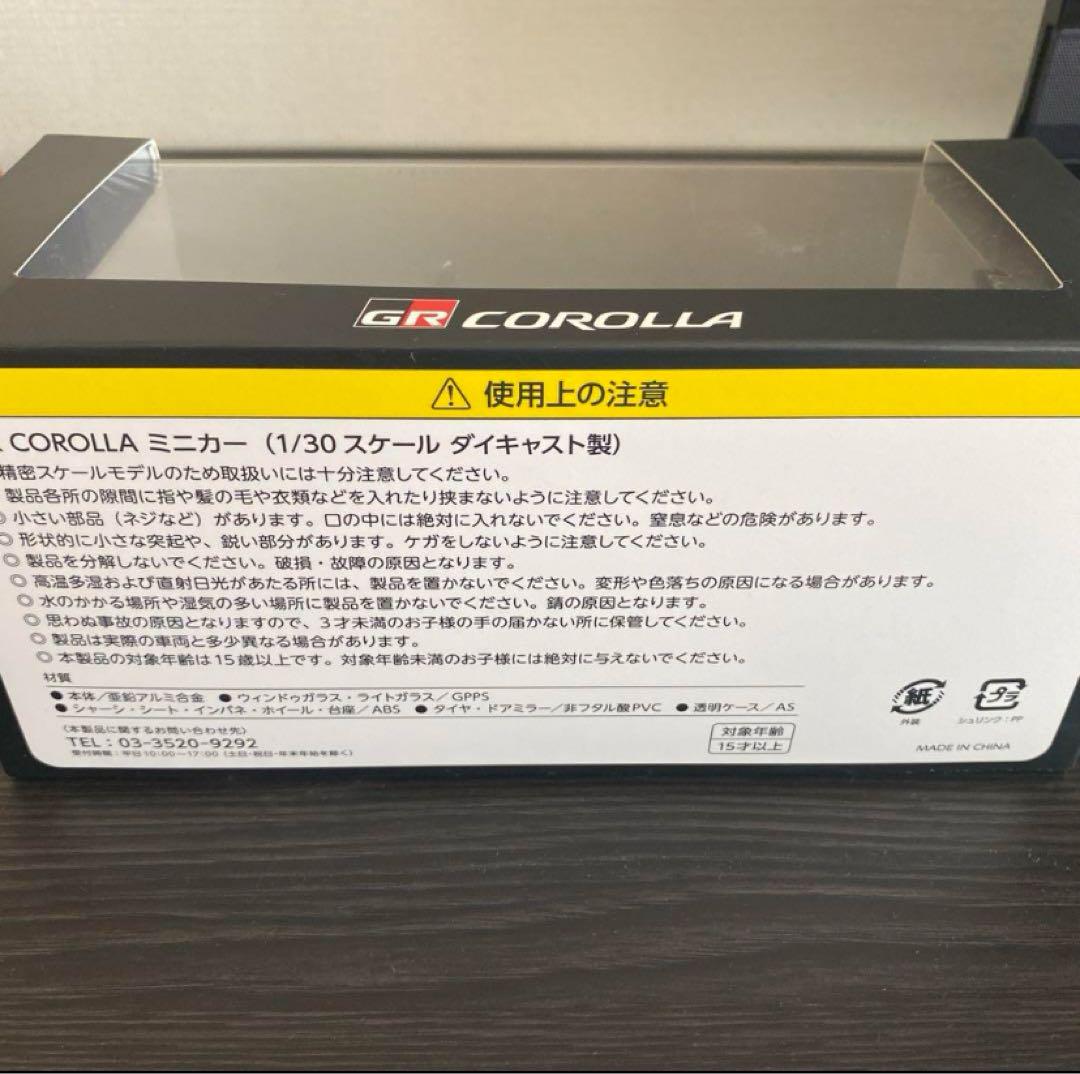 GR COROLLA
⚠ 使用上の注意
COROLLA ミニカー（1/30 スケール ダイキャスト製）
精密スケールモデルのため取扱いには十分注意してください。
製品各所の隙間に指や髪の毛や衣類などを入れたり挟まないように注意してください。
◎ 小さい部品（ネジなど）があります。口の中には絶対に入れないでください。窒息などの危険があります。
◎ 形状的に小さな突起や、鋭い部分があります。ケガをしないように注意してください。
◎ 製品を分解しないでください。破損・故障の原因となります。
◎ 高温多湿および直射日光があたる所には、製品を置かないでください。変形や色落ちの原因になる場合があります。
◎ 水のかかる場所や湿気の多い場所に製品を置かないでください。錆の原因となります。
◎ 思わぬ事故の原因となりますので、3才未満のお子様の手の届かない所に保管してください。
◎ 製品は実際の車両と多少異なる場合があります。
◎ 本製品の対象年齢は15歳以上です。対象年齢未満のお子様には絶対に与えないでください。
材質
● 本体／亜鉛アルミ合金 ● ウィンドゥガラス・ライトガラス／GPPS
● シャーシ・シート・インパネ・ホイール・台座／ABS ● タイヤ・ドアミラー／非フタル酸PVC ● 透明ケース／AS
〈本製品に関するお問い合わせ先〉
TEL：03-3520-9292
受付時間：平日10:00～17:00（土日・祝日・年末年始を除く）
対象年齢
15才以上
紙
外装
プラ
シュリンク：PP
MADE IN CHINA